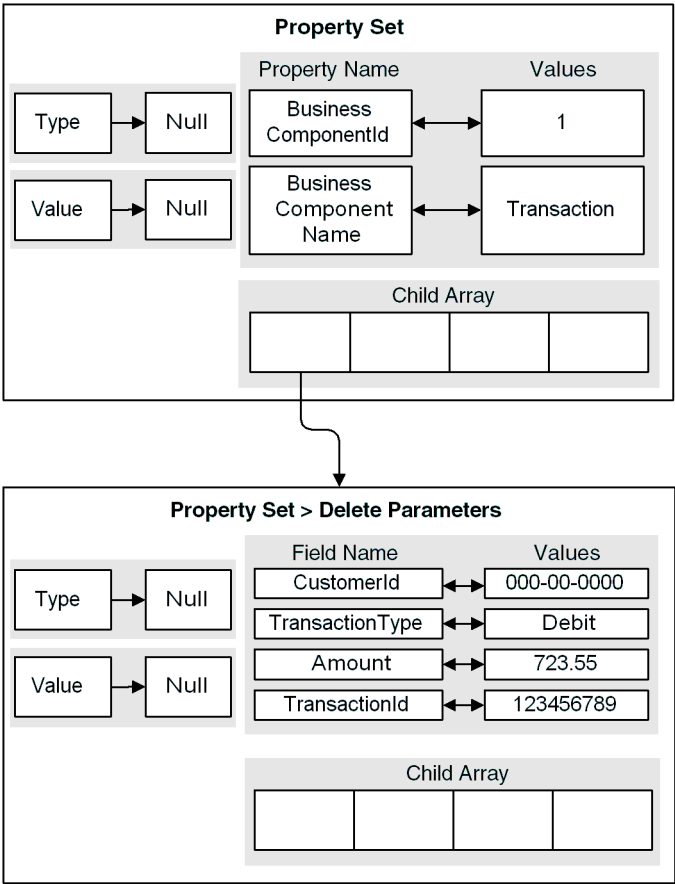 Property Set
Property Name
Values
Type
Null
Business
ComponentId
1
Value
Null
Business
Component
Name
Transaction
Child Array
Property Set > Delete Parameters
Field Name
Values
Type
Null
CustomerId
000-00-0000
TransactionType
Debit
Value
Null
Amount
723.55
TransactionId
123456789
Child Array